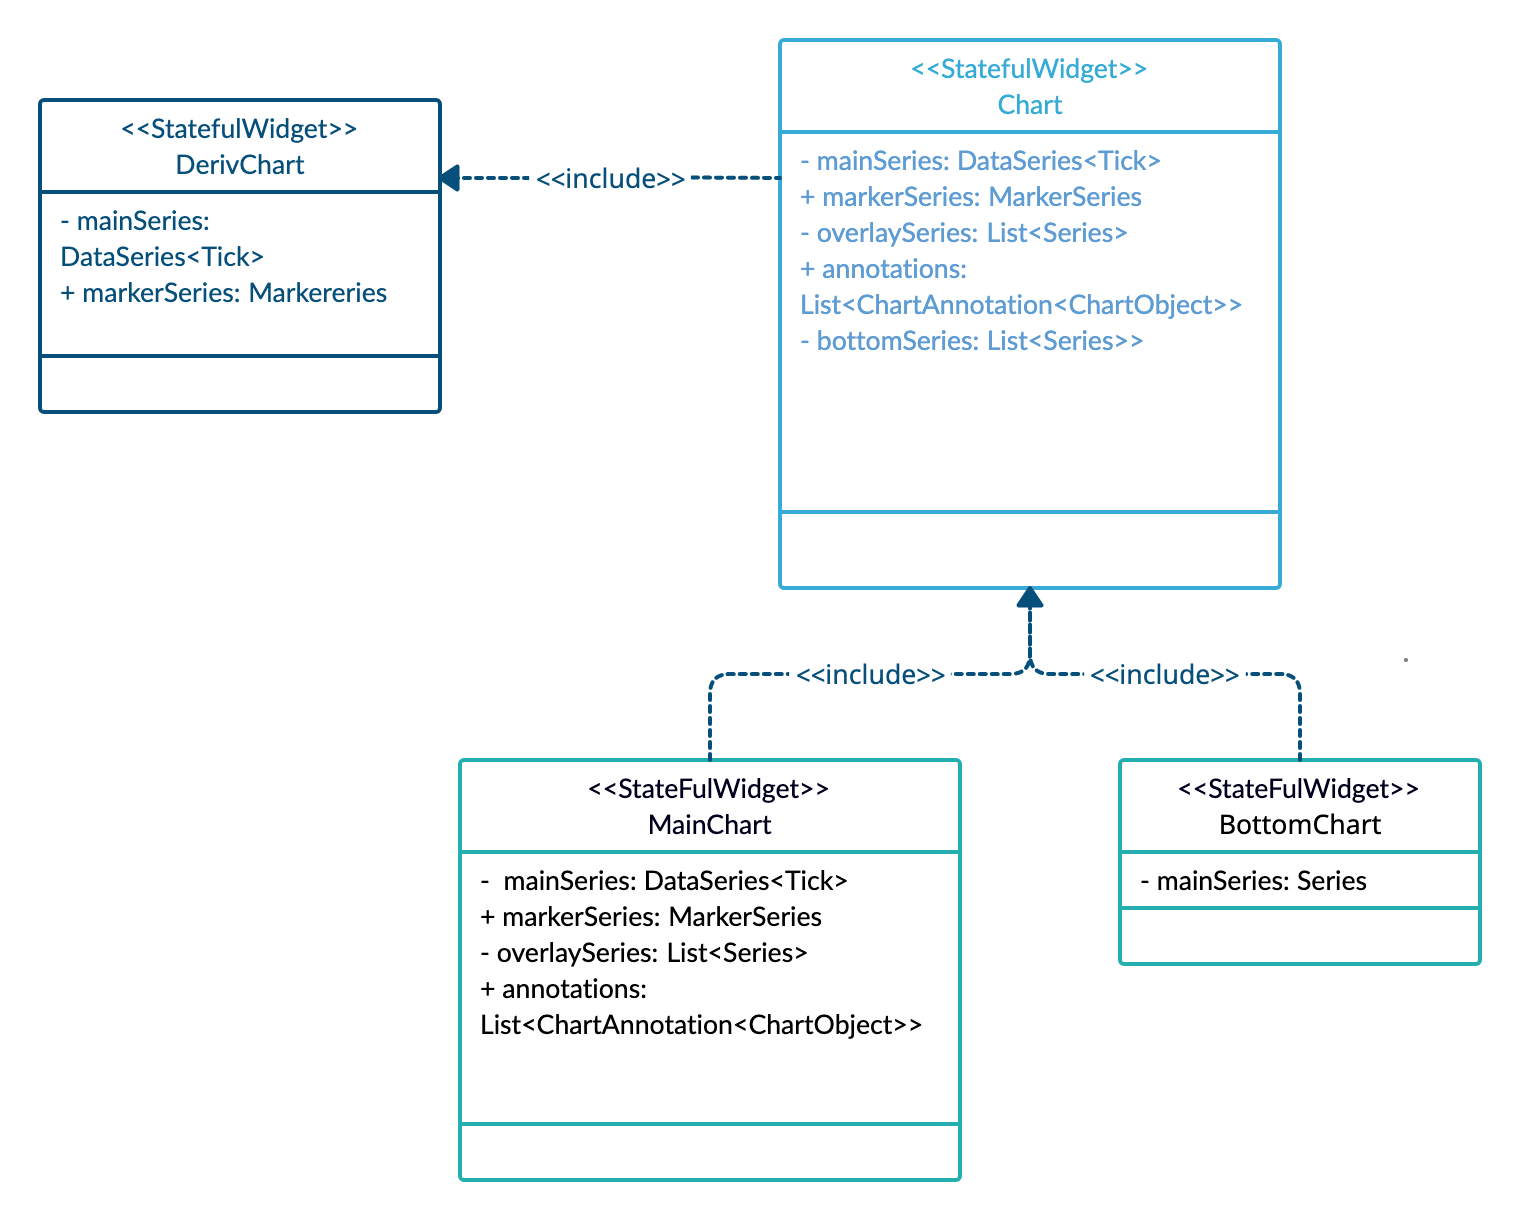 <<StatefulWidget>>
DerivChart
- mainSeries:
DataSeries<Tick>
+ markerSeries: Markereries
<<include>>
<<StatefulWidget>>
Chart
- mainSeries: DataSeries<Tick>
+ markerSeries: MarkerSeries
- overlaySeries: List<Series>
+ annotations:
List<ChartAnnotation<ChartObject>>
- bottomSeries: List<Series>>
<<include>>
<<include>>
<<StateFulWidget>>
MainChart
-  mainSeries: DataSeries<Tick>
+ markerSeries: MarkerSeries
- overlaySeries: List<Series>
+ annotations:
List<ChartAnnotation<ChartObject>>
<<StateFulWidget>>
BottomChart
- mainSeries: Series